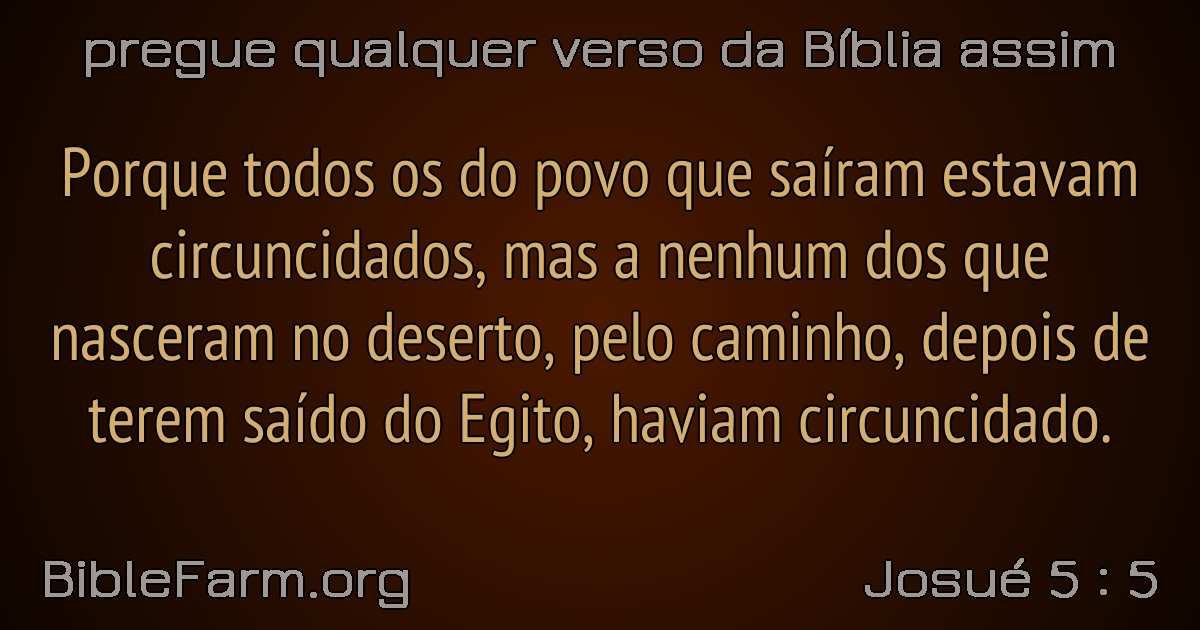 pregue qualquer verso da Bíblia assim
Porque todos os do povo que saíram estavam
circuncidados, mas a nenhum dos que
nasceram no deserto, pelo caminho, depois de
terem saído do Egito, haviam circuncidado.
BibleFarm.org
Josué 5 : 5